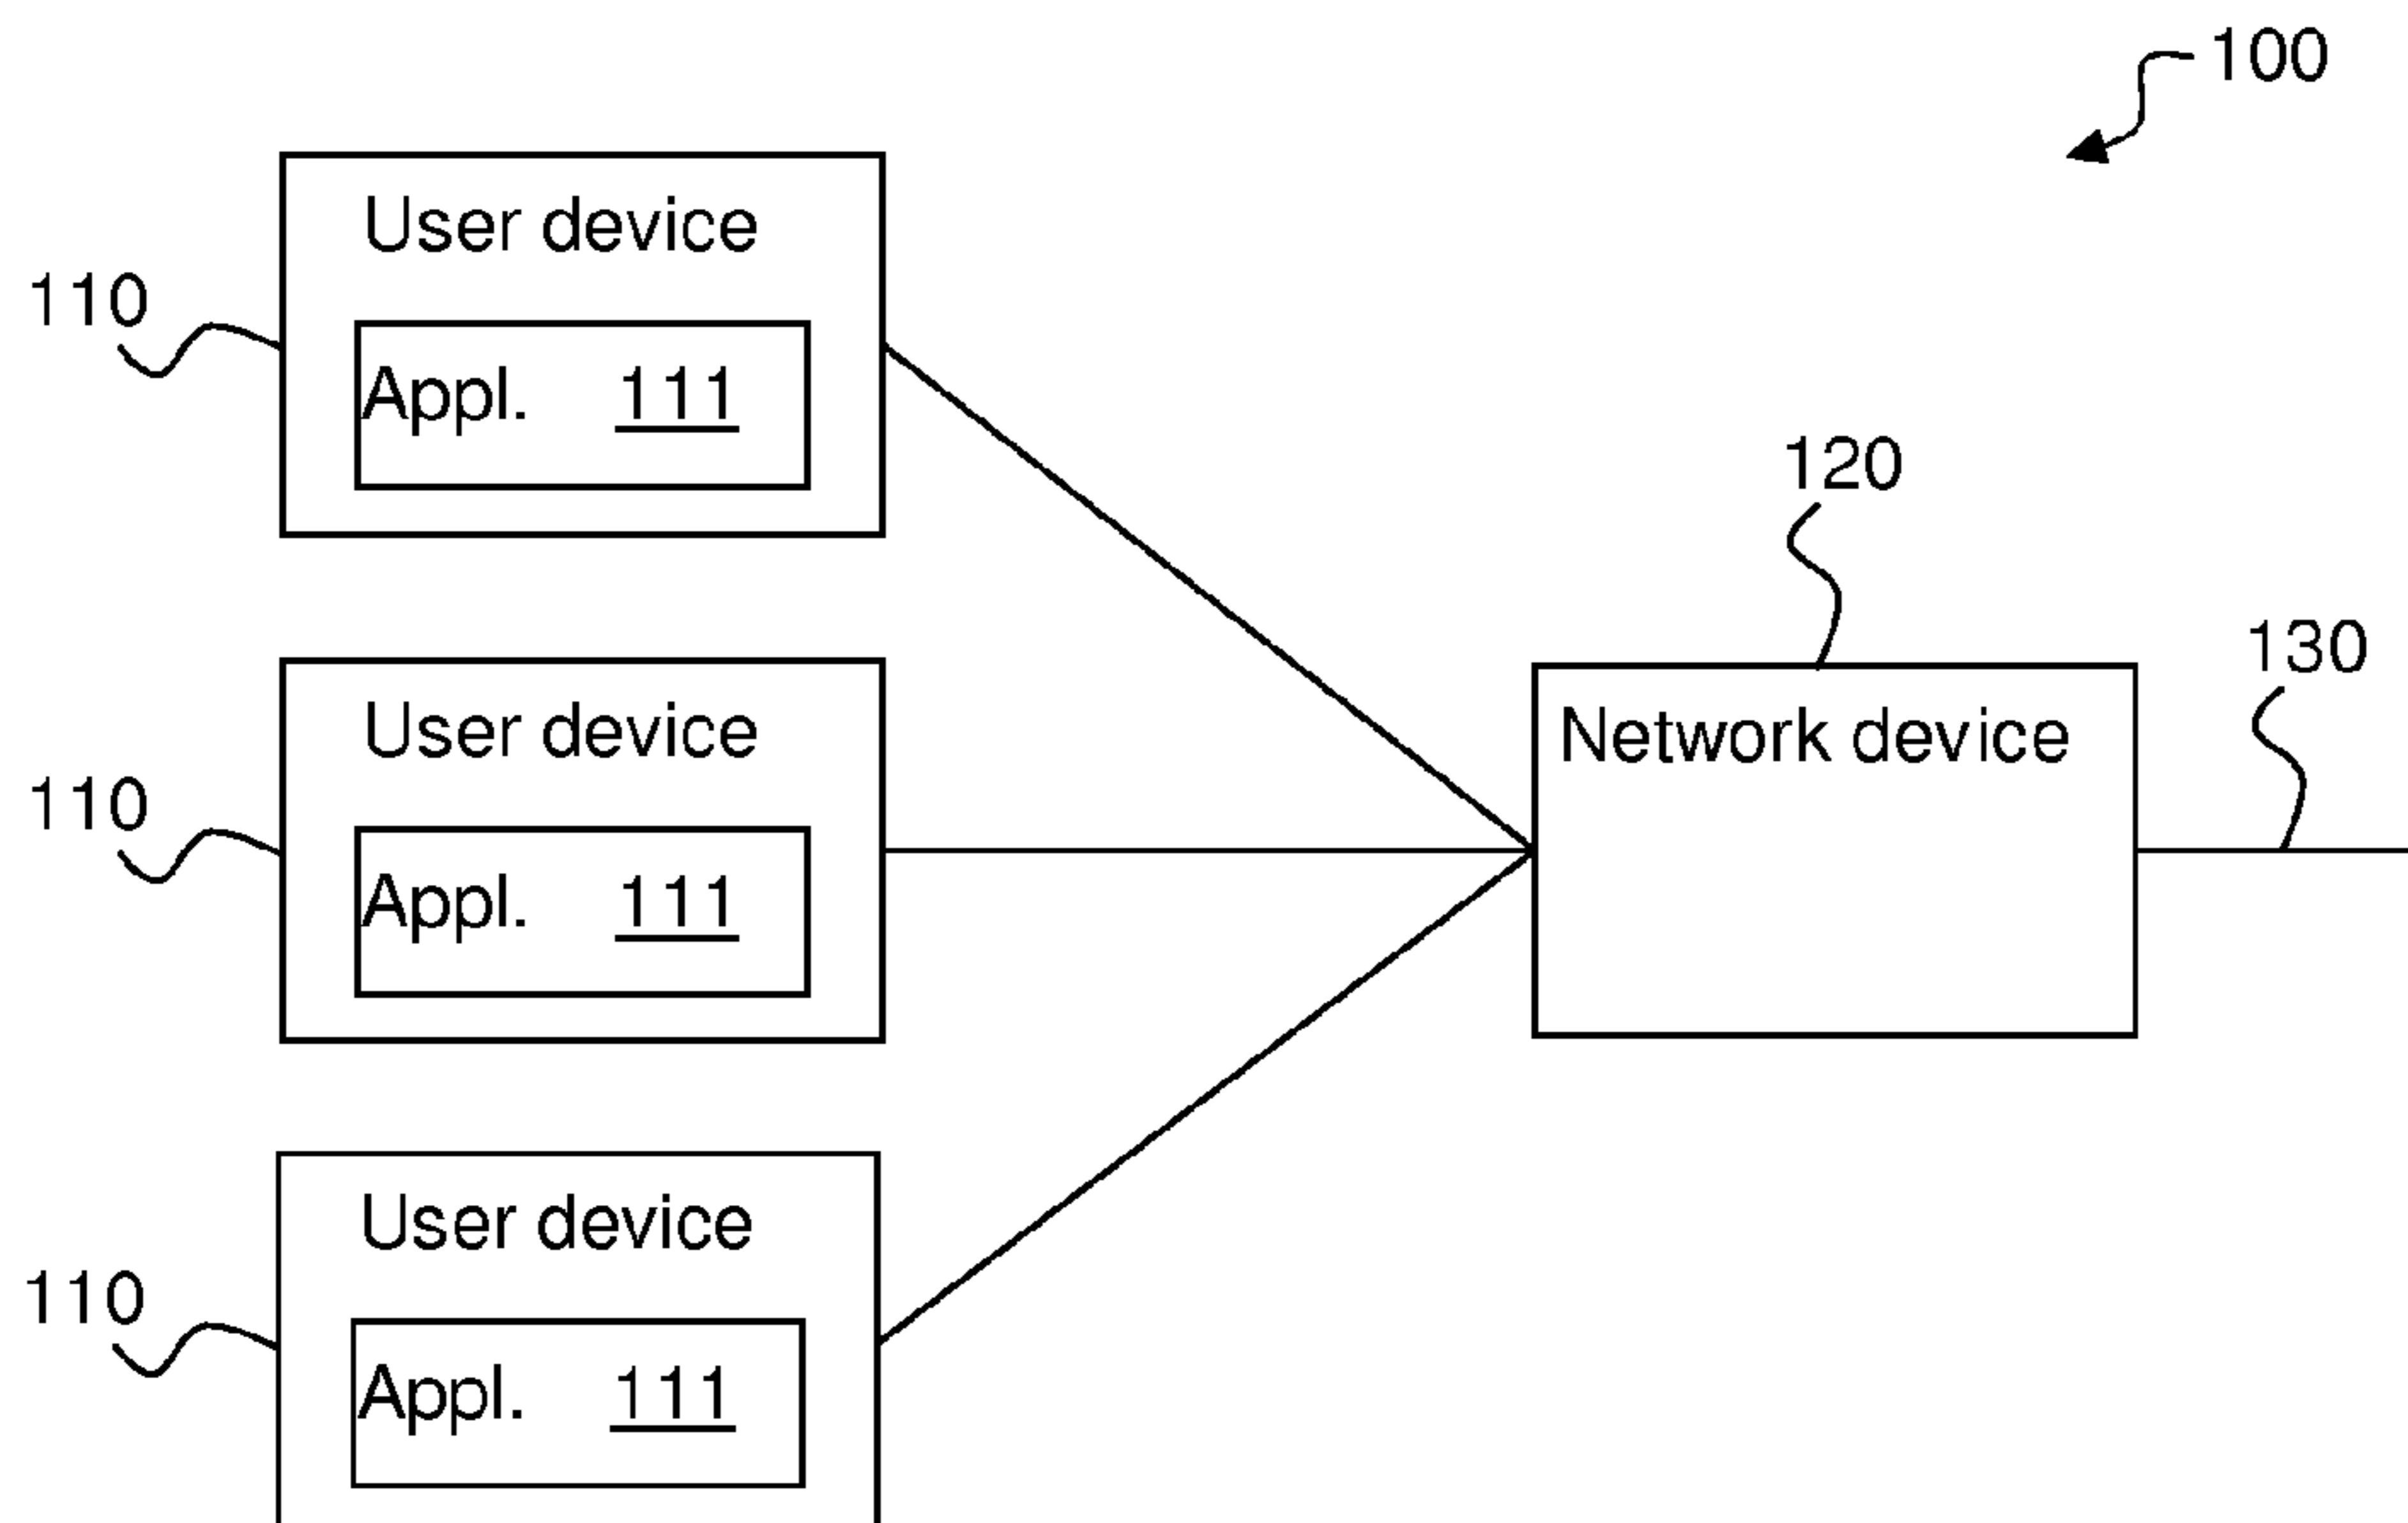 100
User device
110
Appl. 111
120
130
User device
Network device
110
Appl. 111
User device
110
Appl. 111